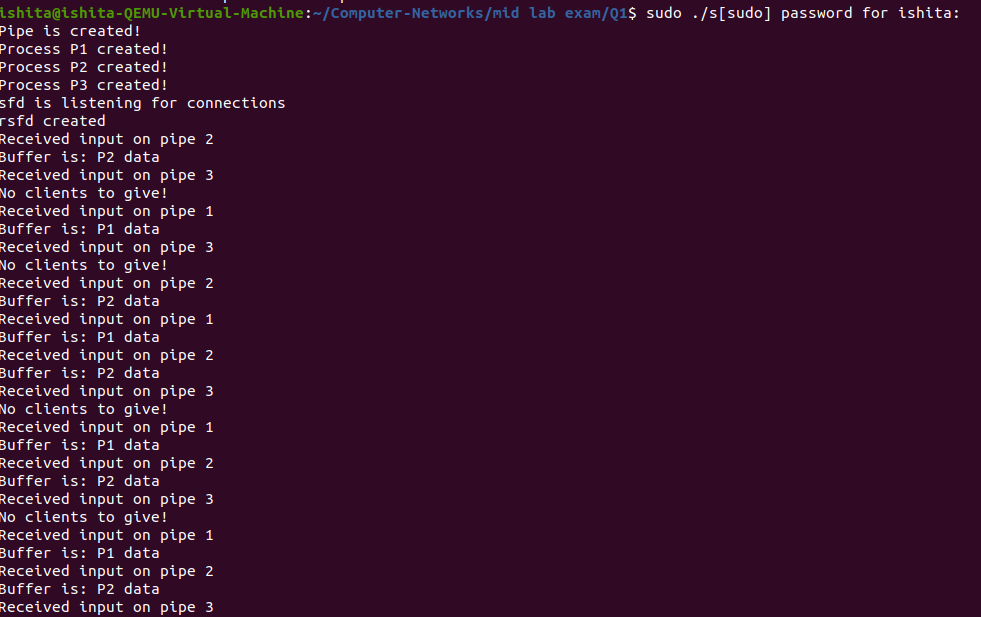 ishita@ishita-QEMU-Virtual-Machine:~/Computer-Networks/mid lab exam/Q1$ sudo ./s[sudo] password for ishita:
Pipe is created!
Process P1 created!
Process P2 created!
Process P3 created!
sfd is listening for connections
rsfd created
Received input on pipe 2
Buffer is: P2 data
Received input on pipe 3
No clients to give!
Received input on pipe 1
Buffer is: P1 data
Received input on pipe 3
No clients to give!
Received input on pipe 2
Buffer is: P2 data
Received input on pipe 1
Buffer is: P1 data
Received input on pipe 2
Buffer is: P2 data
Received input on pipe 3
No clients to give!
Received input on pipe 1
Buffer is: P1 data
Received input on pipe 2
Buffer is: P2 data
Received input on pipe 3
No clients to give!
Received input on pipe 1
Buffer is: P1 data
Received input on pipe 2
Buffer is: P2 data
Received input on pipe 3